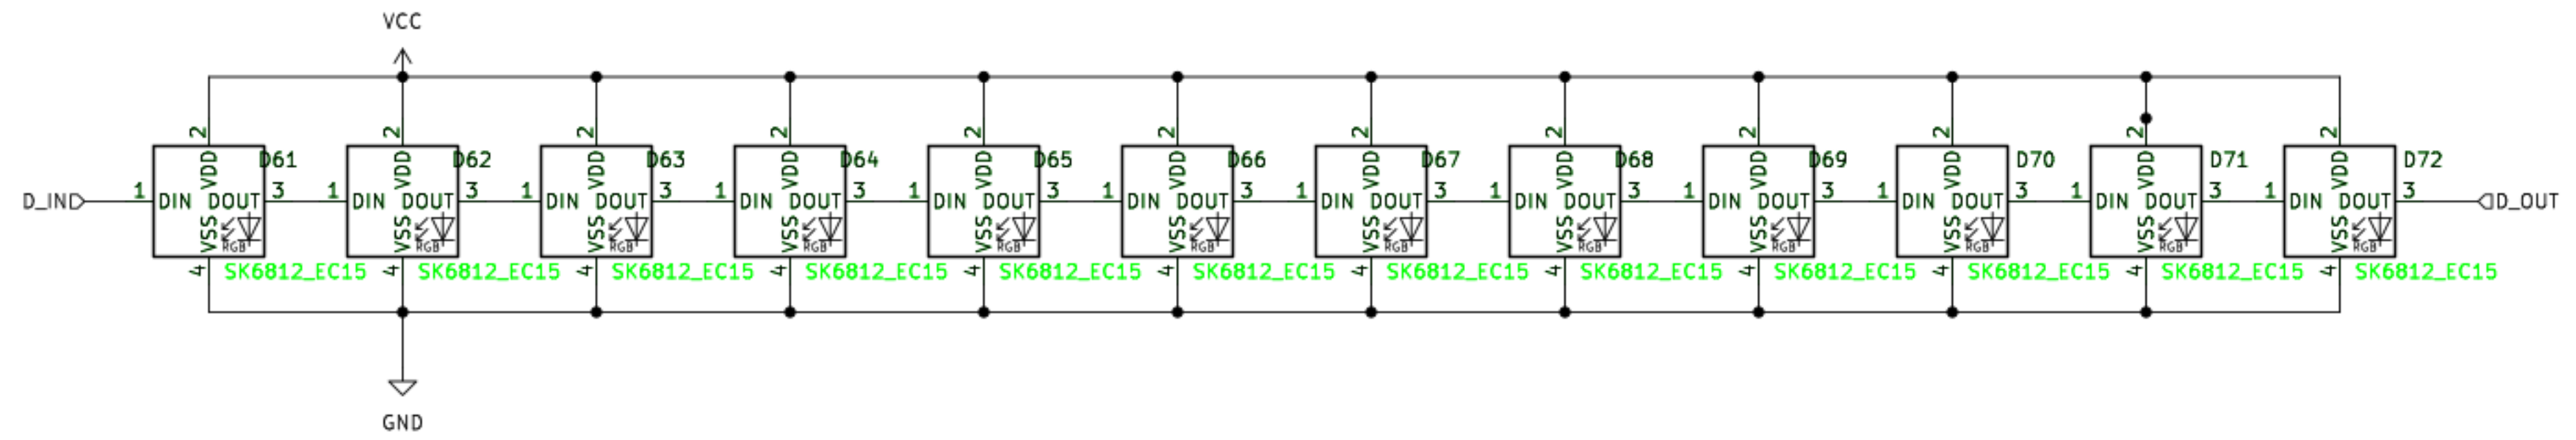 VCC
2 2 2 2 2 2 2 2 2 2 2 2
D61 D62 D63 D64 D65 D66 D67 D68 D69 D70 D71 D72
VDD VDD VDD VDD VDD VDD VDD VDD VDD VDD VDD VDD
D_IN 1 DIN DOUT 3 1 DIN DOUT 3 1 DIN DOUT 3 1 DIN DOUT 3 1 DIN DOUT 3 1 DIN DOUT 3 1 DIN DOUT 3 1 DIN DOUT 3 1 DIN DOUT 3 1 DIN DOUT 3 1 DIN DOUT 3 1 DIN DOUT 3 D_OUT
VSS RGB VSS RGB VSS RGB VSS RGB VSS RGB VSS RGB VSS RGB VSS RGB VSS RGB VSS RGB VSS RGB VSS RGB
4 SK6812_EC15 4 SK6812_EC15 4 SK6812_EC15 4 SK6812_EC15 4 SK6812_EC15 4 SK6812_EC15 4 SK6812_EC15 4 SK6812_EC15 4 SK6812_EC15 4 SK6812_EC15 4 SK6812_EC15 4 SK6812_EC15
GND